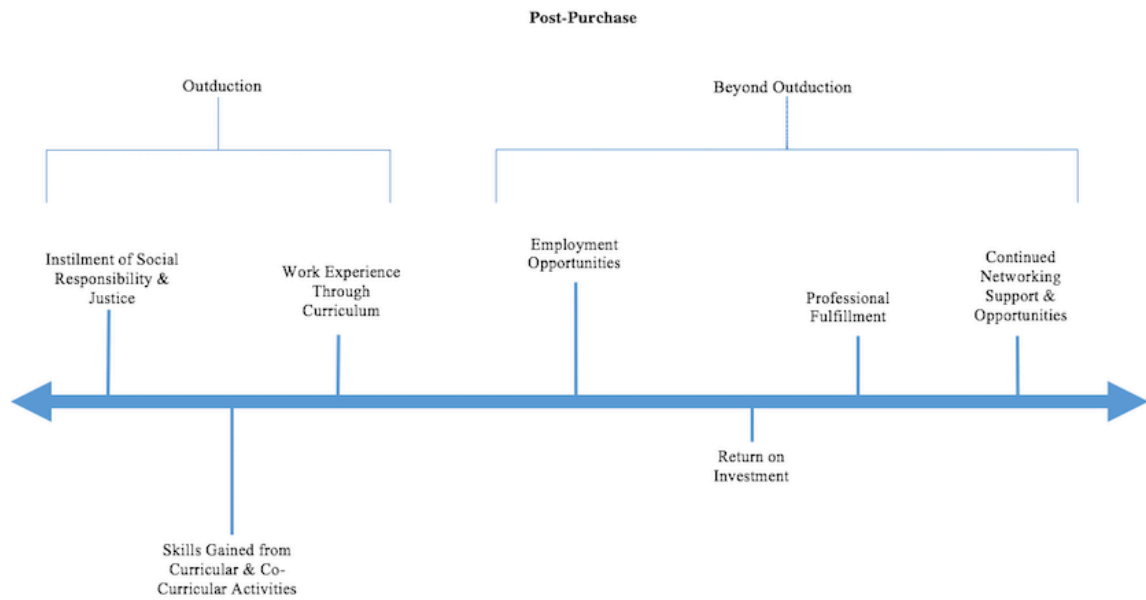 Post-Purchase
Outduction
Beyond Outduction
Instilment of Social
Responsibility &
Justice
Work Experience
Through
Curriculum
Employment
Opportunities
Professional
Fulfillment
Continued
Networking
Support &
Opportunities
Skills Gained from
Curricular & Co-
Curricular Activities
Return on
Investment